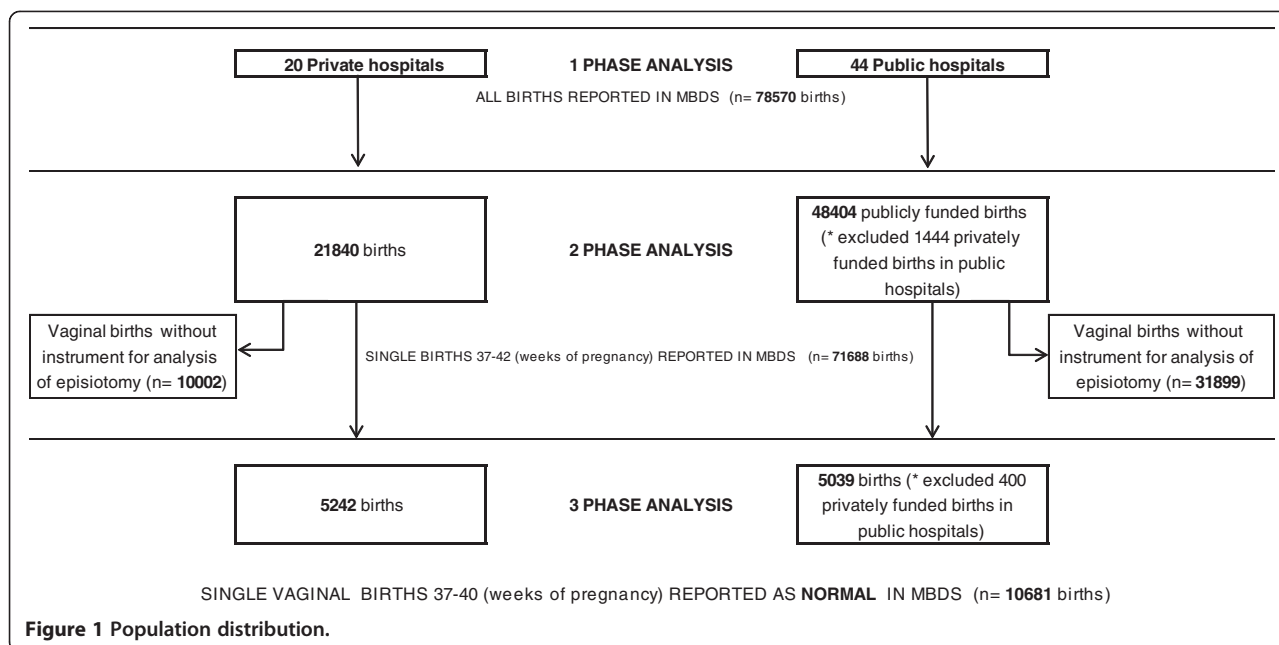 20 Private hospitals
1 PHASE ANALYSIS
44 Public hospitals
ALL BIRTHS REPORTED IN MBDS (n= 78570 births)
21840 births
2 PHASE ANALYSIS
48404 publicly funded births
(* excluded 1444 privately
funded births in public
hospitals)
Vaginal births without
instrument for analysis
of episiotomy (n= 10002)
SINGLE BIRTHS 37-42 (weeks of pregnancy) REPORTED IN MBDS (n= 71688 births)
Vaginal births without
instrument for analysis of
episiotomy (n= 31899)
5242 births
3 PHASE ANALYSIS
5039 births (* excluded 400
privately funded births in
public hospitals)
SINGLE VAGINAL BIRTHS 37-40 (weeks of pregnancy) REPORTED AS NORMAL IN MBDS (n= 10681 births)
Figure 1 Population distribution.